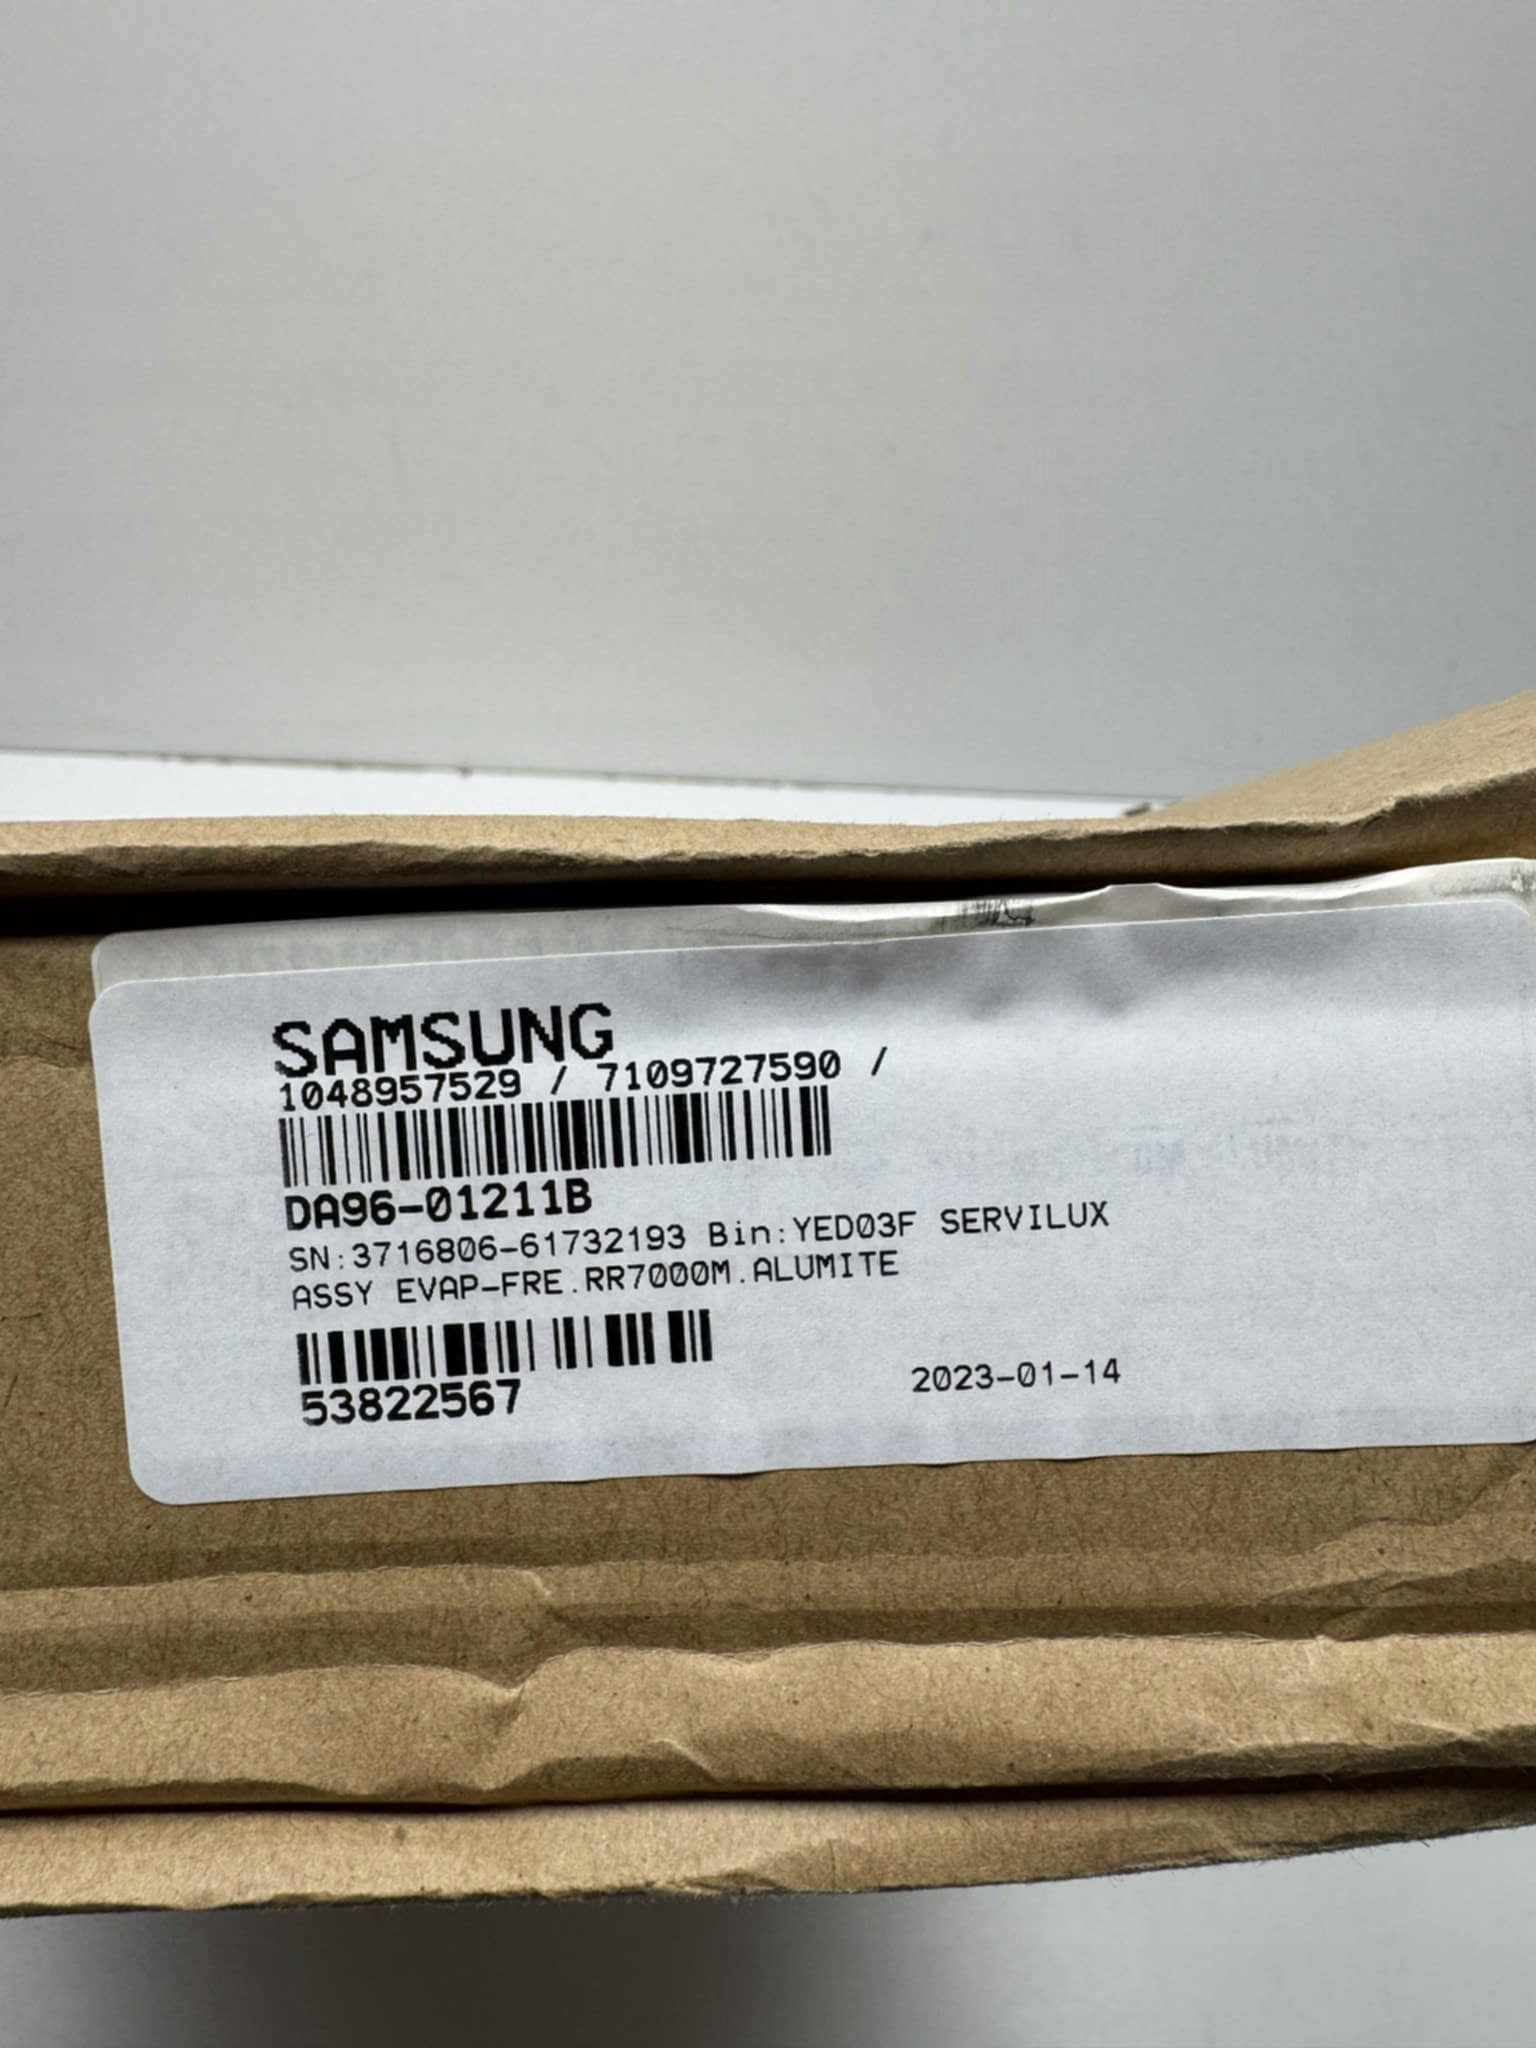 SAMSUNG
1048957529 / 7109727590 /
DA96-01211B
SN:3716806-61732193 Bin:YED03F SERVILUX
ASSY EVAP-FRE.RR7000M.ALUMITE
53822567
2023-01-14